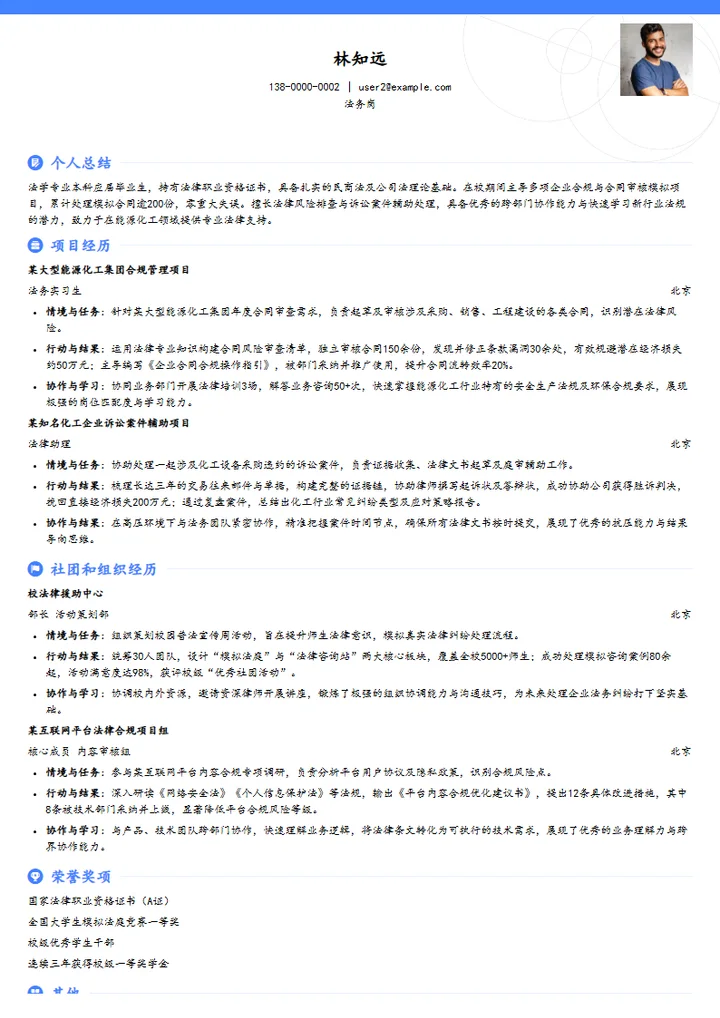 林知远
138-0000-0002 | user2@example.com
法务岗
个人总结
法学专业本科应届毕业生，持有法律职业资格证书，具备扎实的民商法及公司法理论基础。在校期间主导多项企业合规与合同审核模拟项
目，累计处理模拟合同逾200份，零重大失误。擅长法律风险排查与诉讼案件辅助处理，具备优秀的跨部门协作能力与快速学习新行业法规
的潜力，致力于在能源化工领域提供专业法律支持。
项目经历
某大型能源化工集团合规管理项目
法务实习生 北京
• 情境与任务：针对某大型能源化工集团年度合同审查需求，负责起草及审核涉及采购、销售、工程建设的各类合同，识别潜在法律风
险。
• 行动与结果：运用法律专业知识构建合同风险审查清单，独立审核合同150余份，发现并修正条款漏洞30余处，有效规避潜在经济损失
约50万元；主导编写《企业合同合规操作指引》，被部门采纳并推广使用，提升合同流转效率20%。
• 协作与学习：协同业务部门开展法律培训3场，解答业务咨询50+次，快速掌握能源化工行业特有的安全生产法规及环保合规要求，展现
极强的岗位匹配度与学习能力。
某知名化工企业诉讼案件辅助项目
法律助理 北京
• 情境与任务：协助处理一起涉及化工设备采购违约的诉讼案件，负责证据收集、法律文书起草及庭审辅助工作。
• 行动与结果：梳理长达三年的交易往来邮件与单据，构建完整的证据链，协助律师撰写起诉状及答辩状，成功协助公司获得胜诉判决，
挽回直接经济损失200万元；通过复盘案件，总结出化工行业常见纠纷类型及应对策略报告。
• 协作与结果：在高压环境下与法务团队紧密协作，精准把握案件时间节点，确保所有法律文书按时提交，展现了优秀的抗压能力与结果
导向思维。
社团和组织经历
校法律援助中心
部长 活动策划部 北京
• 情境与任务：组织策划校园普法宣传周活动，旨在提升师生法律意识，模拟真实法律纠纷处理流程。
• 行动与结果：统筹30人团队，设计“模拟法庭”与“法律咨询站”两大核心板块，覆盖全校5000+师生；成功处理模拟咨询案例80余
起，活动满意度达98%，获评校级“优秀社团活动”。
• 协作与学习：协调校内外资源，邀请资深律师开展讲座，锻炼了极强的组织协调能力与沟通技巧，为未来处理企业法务纠纷打下坚实基
础。
某互联网平台法律合规项目组
核心成员 内容审核组 北京
• 情境与任务：参与某互联网平台内容合规专项调研，负责分析平台用户协议及隐私政策，识别合规风险点。
• 行动与结果：深入研读《网络安全法》《个人信息保护法》等法规，输出《平台内容合规优化建议书》，提出12条具体改进措施，其中
8条被技术部门采纳并上线，显著降低平台合规风险等级。
• 协作与学习：与产品、技术团队跨部门协作，快速理解业务逻辑，将法律条文转化为可执行的技术需求，展现了优秀的业务理解力与跨
界协作能力。
荣誉奖项
国家法律职业资格证书（A证）
全国大学生模拟法庭竞赛一等奖
校级优秀学生干部
连续三年获得校级一等奖学金
其他